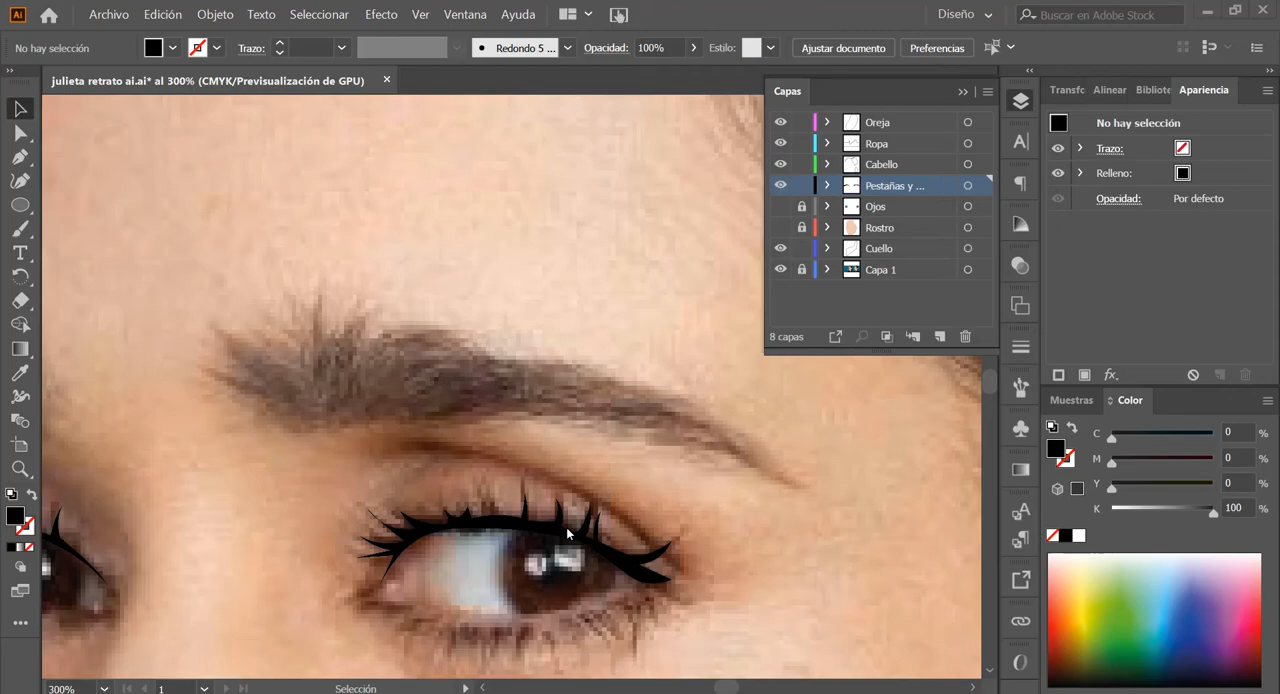 Ai Archivo Edición Objeto Texto Seleccionar Efecto Ver Ventana Ayuda Diseño Buscar en Adobe Stock
No hay selección Trazo: Redondo 5 ... Opacidad: 100% Estilo: Ajustar documento Preferencias
julieta retrato ai.ai* al 300% (CMYK/Previsualización de GPU)
Capas
Oreja
Ropa
Cabello
Pestañas y ...
Ojos
Rostro
Cuello
Capa 1
8 capas
Transfc Alinear Bibliote Apariencia
No hay selección
Trazo:
Relleno:
Opacidad: Por defecto
fx.
Muestras Color
C 0 %
M 0 %
Y 0 %
K 100 %
300% 1 Selección